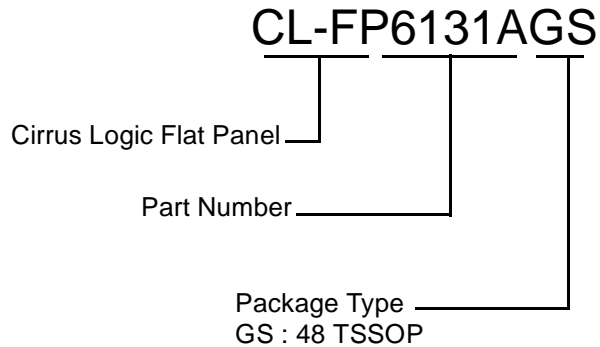 CL-FP6131AGS
Cirrus Logic Flat Panel
Part Number
Package Type
GS : 48 TSSOP